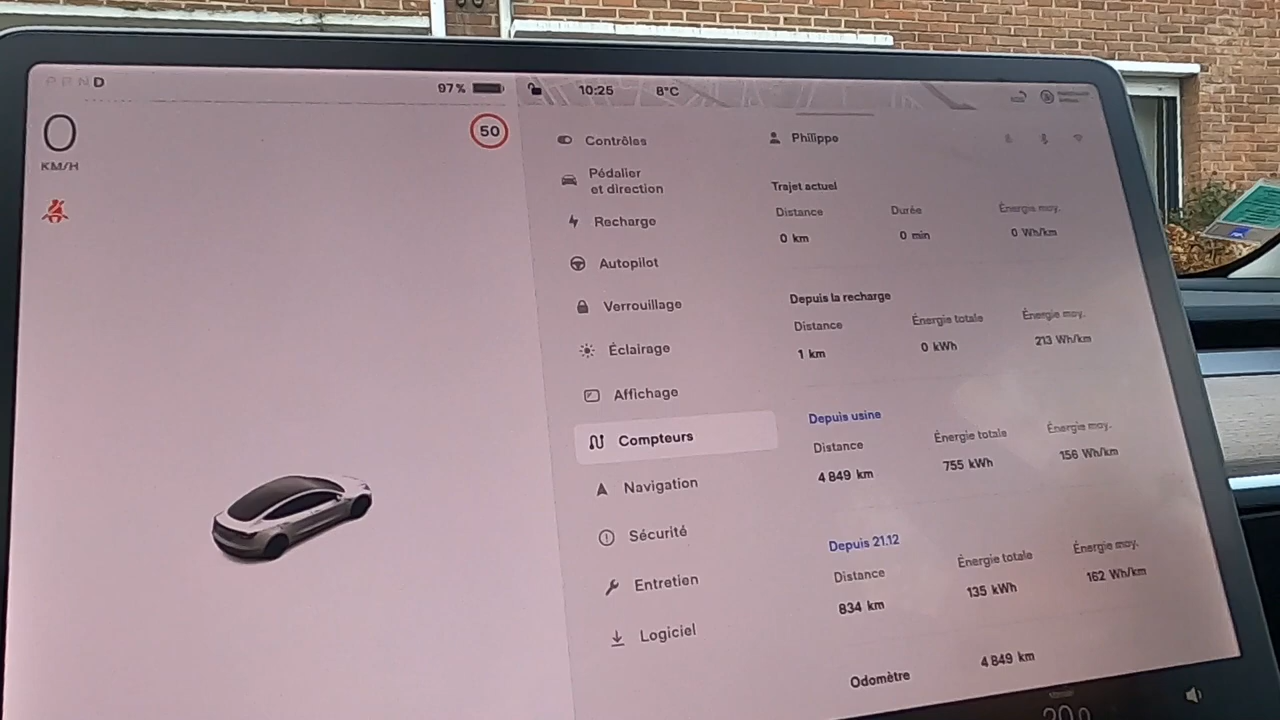 P R N D
97 %
10:25
8°C
0
KM/H
50
Contrôles
Pédalier
et direction
Recharge
Autopilot
Verrouillage
Éclairage
Affichage
Compteurs
Navigation
Sécurité
Entretien
Logiciel
Philippe
Trajet actuel
Distance Durée Énergie moy.
0 km 0 min 0 Wh/km
Depuis la recharge
Distance Énergie totale Énergie moy.
1 km 0 kWh 213 Wh/km
Depuis usine
Distance Énergie totale Énergie moy.
4 849 km 755 kWh 156 Wh/km
Depuis 21.12
Distance Énergie totale Énergie moy.
834 km 135 kWh 162 Wh/km
Odomètre 4 849 km